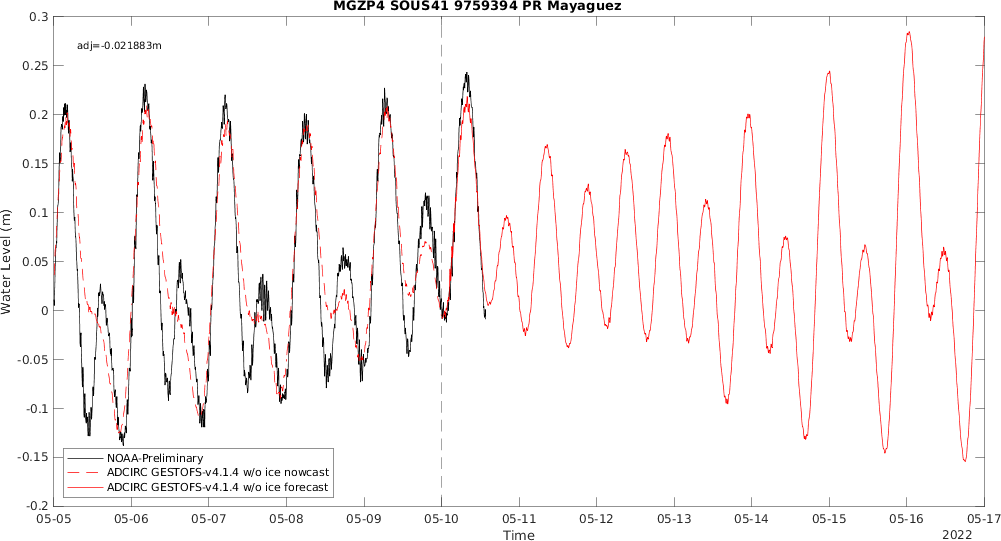 MGZP4 SOUS41 9759394 PR Mayaguez
adj=-0.021883m
0.3
0.25
0.2
0.15
0.1
0.05
0
-0.05
-0.1
-0.15
-0.2
Water Level (m)
NOAA-Preliminary
ADCIRC GESTOFS-v4.1.4 w/o ice nowcast
ADCIRC GESTOFS-v4.1.4 w/o ice forecast
05-05 05-06 05-07 05-08 05-09 05-10 05-11 05-12 05-13 05-14 05-15 05-16 05-17
Time
2022